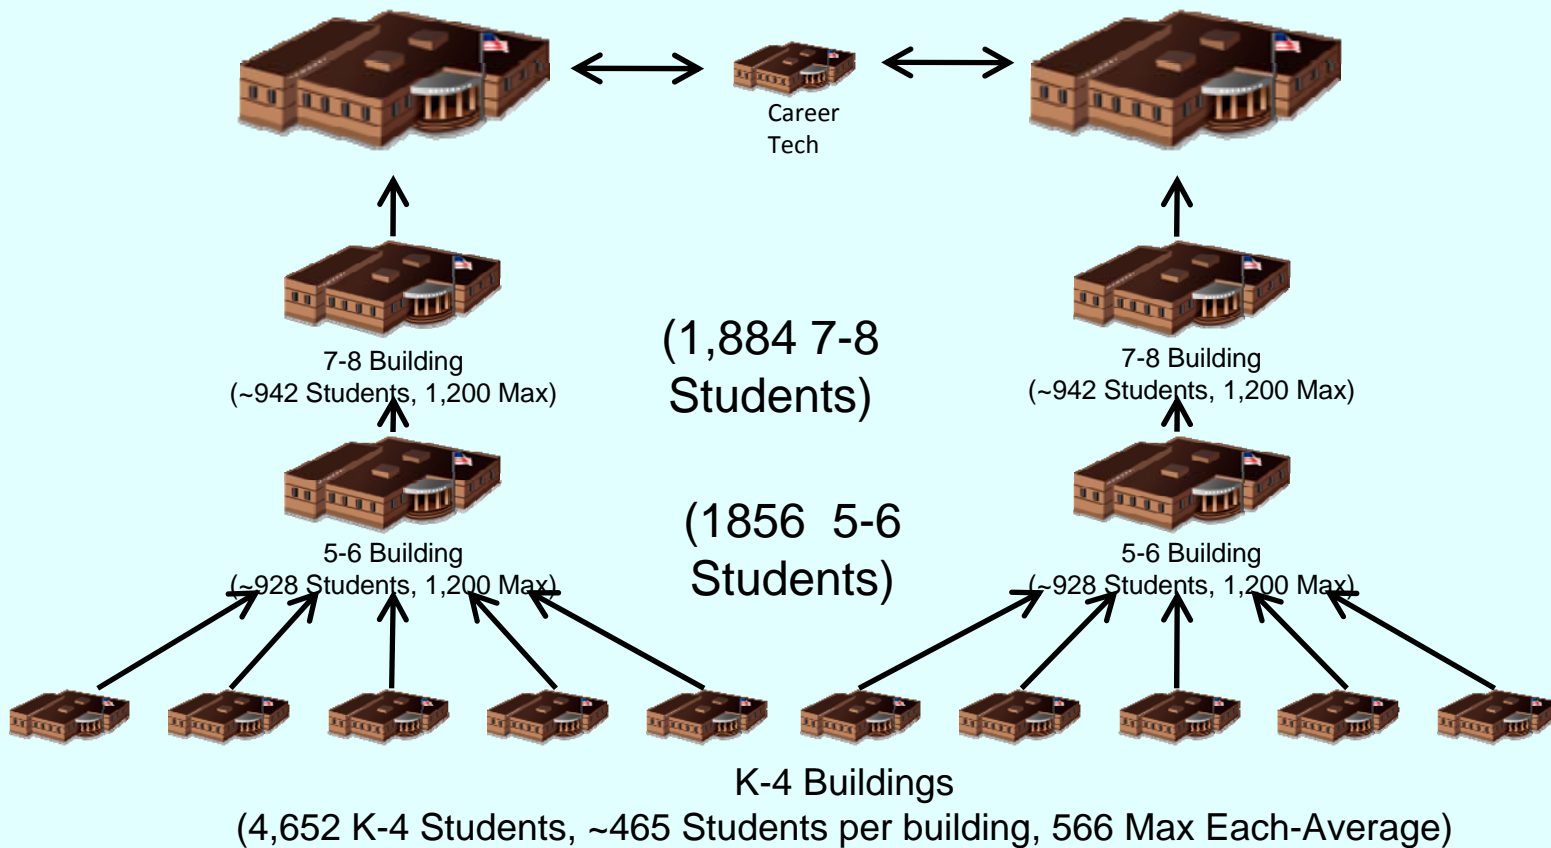 Career
Tech
7-8 Building
(~942 Students, 1,200 Max)
(1,884 7-8
Students)
7-8 Building
(~942 Students, 1,200 Max)
5-6 Building
(~928 Students, 1,200 Max)
(1856  5-6
Students)
5-6 Building
(~928 Students, 1,200 Max)
K-4 Buildings
(4,652 K-4 Students, ~465 Students per building, 566 Max Each-Average)